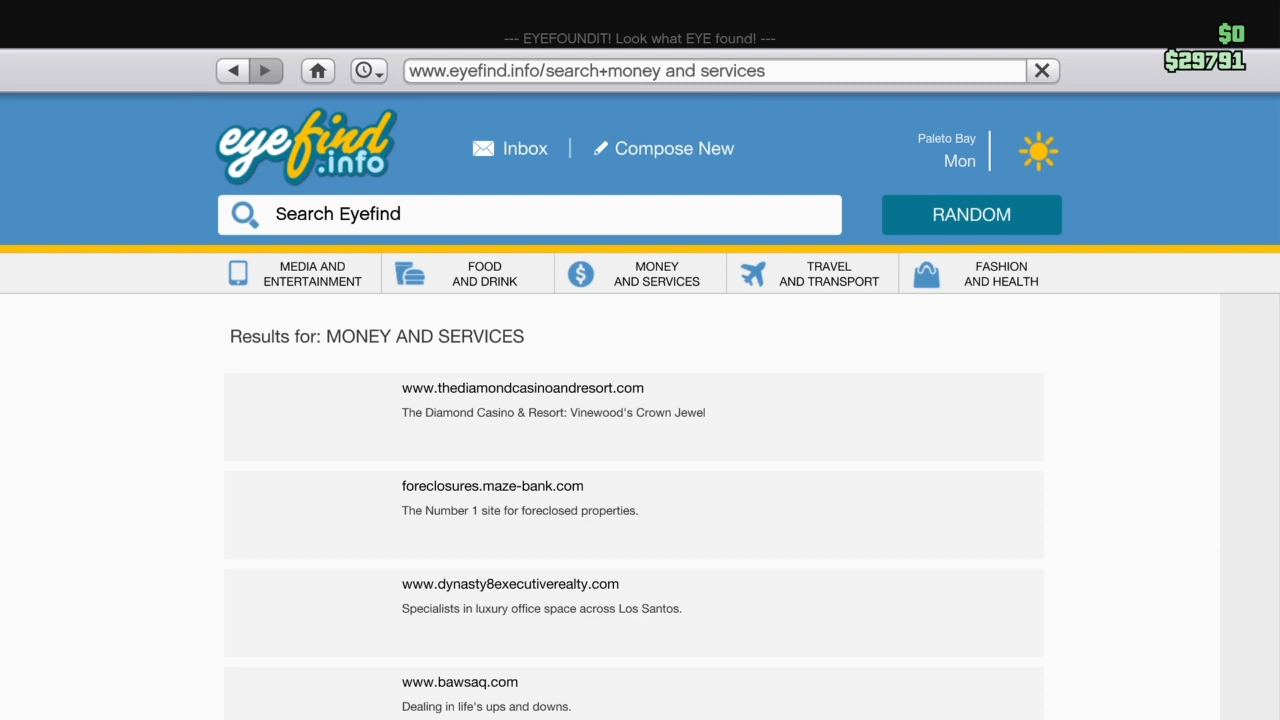 --- EYEFOUNDIT! Look what EYE found! ---
$0
$29791
www.eyefind.info/search+money and services
eyefind
.info
Inbox
Compose New
Paleto Bay
Mon
Search Eyefind
RANDOM
MEDIA AND
ENTERTAINMENT
FOOD
AND DRINK
MONEY
AND SERVICES
TRAVEL
AND TRANSPORT
FASHION
AND HEALTH
Results for: MONEY AND SERVICES
www.thediamondcasinoandresort.com
The Diamond Casino & Resort: Vinewood's Crown Jewel
foreclosures.maze-bank.com
The Number 1 site for foreclosed properties.
www.dynasty8executiverealty.com
Specialists in luxury office space across Los Santos.
www.bawsaq.com
Dealing in life's ups and downs.